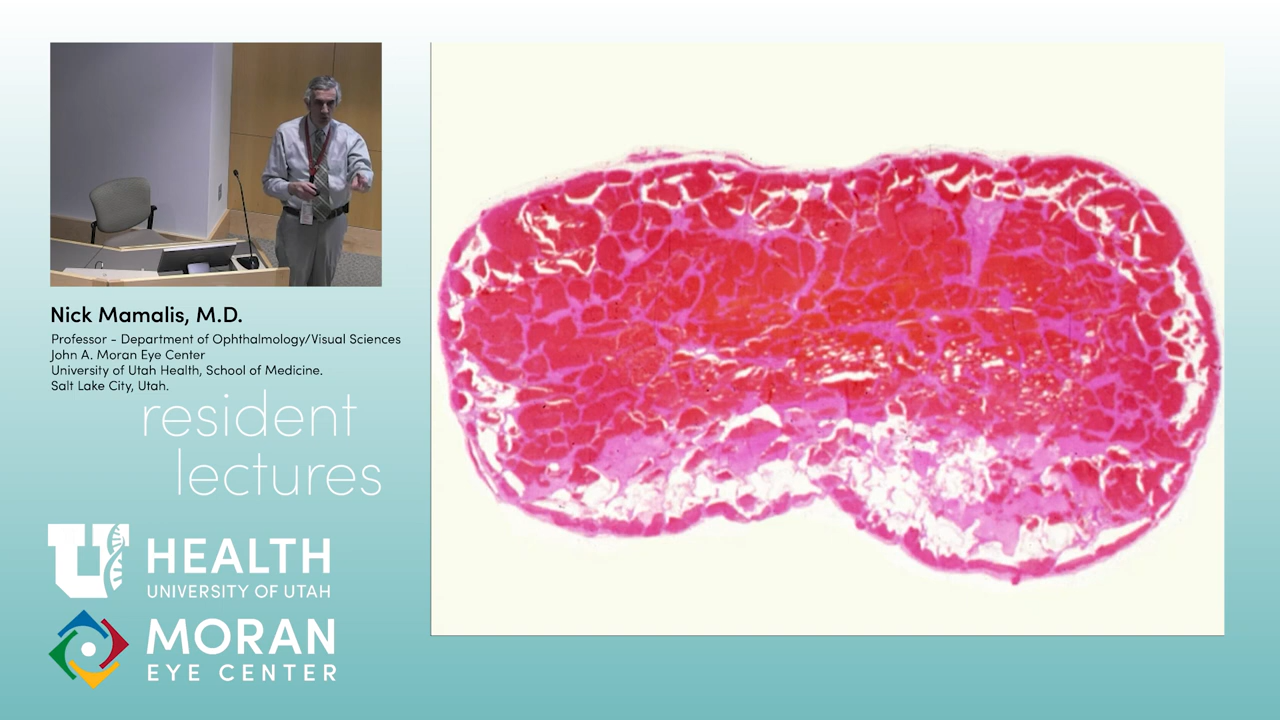 Nick Mamalis, M.D.
Professor - Department of Ophthalmology/Visual Sciences
John A. Moran Eye Center
University of Utah Health, School of Medicine.
Salt Lake City, Utah.
resident
lectures
U HEALTH
UNIVERSITY OF UTAH
MORAN
EYE CENTER